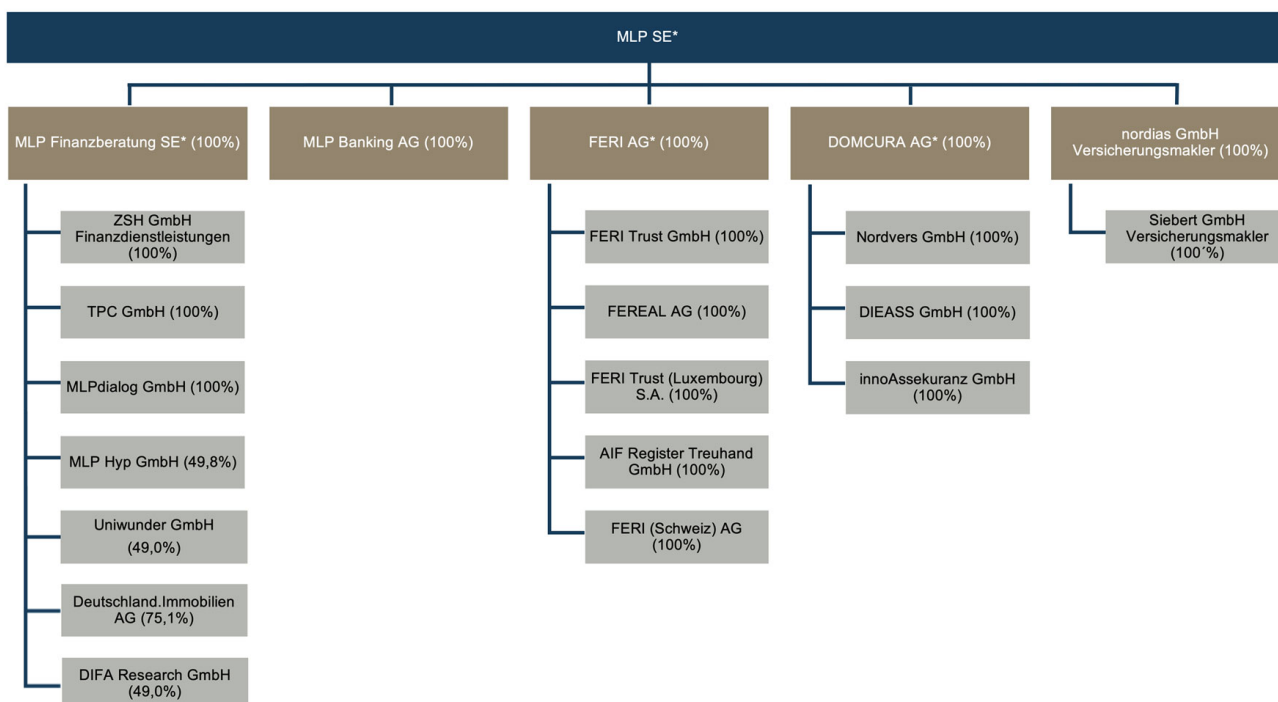 MLP SE*
MLP Finanzberatung SE* (100%)
MLP Banking AG (100%)
FERI AG* (100%)
DOMCURA AG* (100%)
nordias GmbH
Versicherungsmakler (100%)
ZSH GmbH
Finanzdienstleistungen
(100%)
TPC GmbH (100%)
MLPdialog GmbH (100%)
MLP Hyp GmbH (49,8%)
Uniwunder GmbH
(49,0%)
Deutschland.Immobilien
AG (75,1%)
DIFA Research GmbH
(49,0%)
FERI Trust GmbH (100%)
FEREAL AG (100%)
FERI Trust (Luxembourg)
S.A. (100%)
AIF Register Treuhand
GmbH (100%)
FERI (Schweiz) AG
(100%)
Nordvers GmbH (100%)
DIEASS GmbH (100%)
innoAssekuranz GmbH
(100%)
Siebert GmbH
Versicherungsmakler
(100´%)